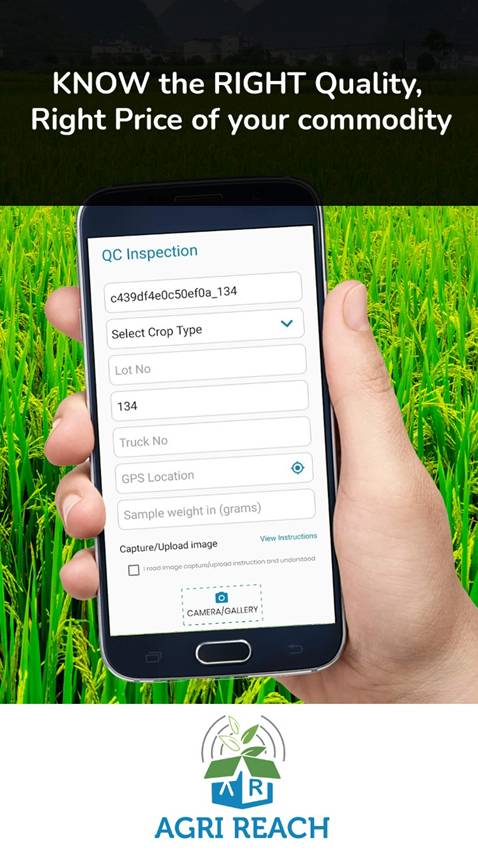 KNOW the RIGHT Quality,
Right Price of your commodity
QC Inspection
c439df4e0c50ef0a_134
Select Crop Type
Lot No
134
Truck No
GPS Location
Sample weight in (grams)
Capture/Upload image
View Instructions
I read image capture/upload instruction and understood
CAMERA/GALLERY
A R
AGRI REACH